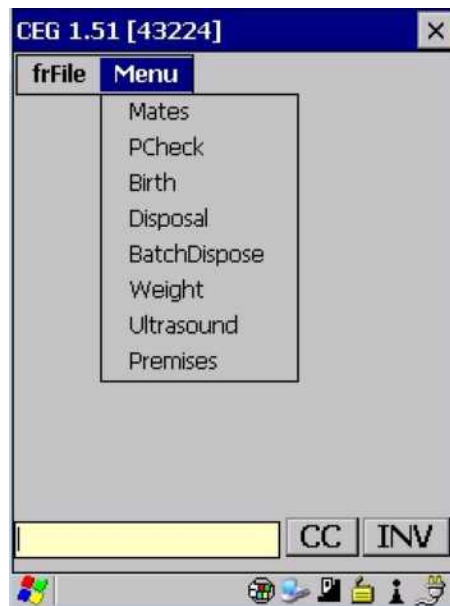 CEG 1.51 [43224]
frFile Menu
Mates
PCheck
Birth
Disposal
BatchDispose
Weight
Ultrasound
Premises
CC INV